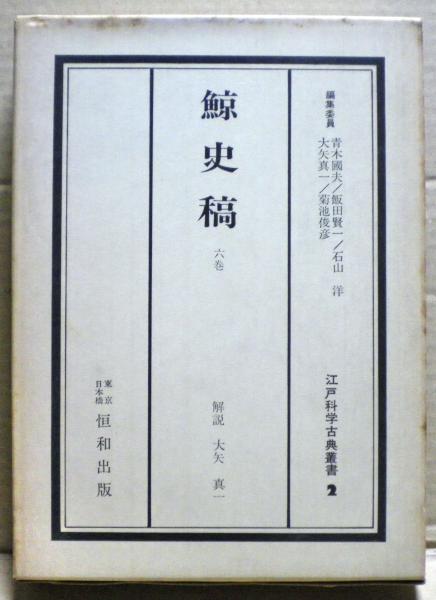 編集委員
青木國夫／飯田賢一／石山 洋
大矢真一／菊池俊彦
江戸科学古典叢書2
鯨史稿
六巻
解説 大矢 真一
東京
日本橋
恒和出版